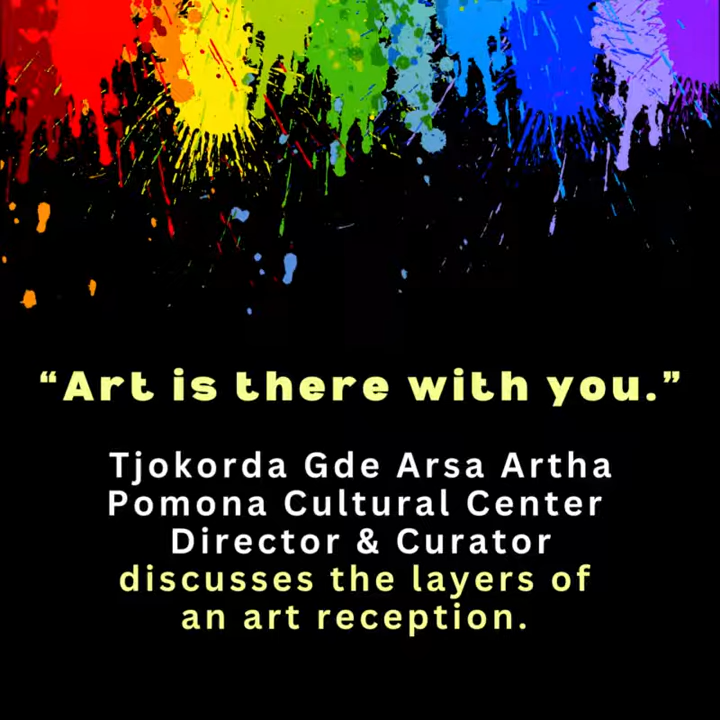 “Art is there with you.”
Tjokorda Gde Arsa Artha
Pomona Cultural Center
Director & Curator
discusses the layers of
an art reception.